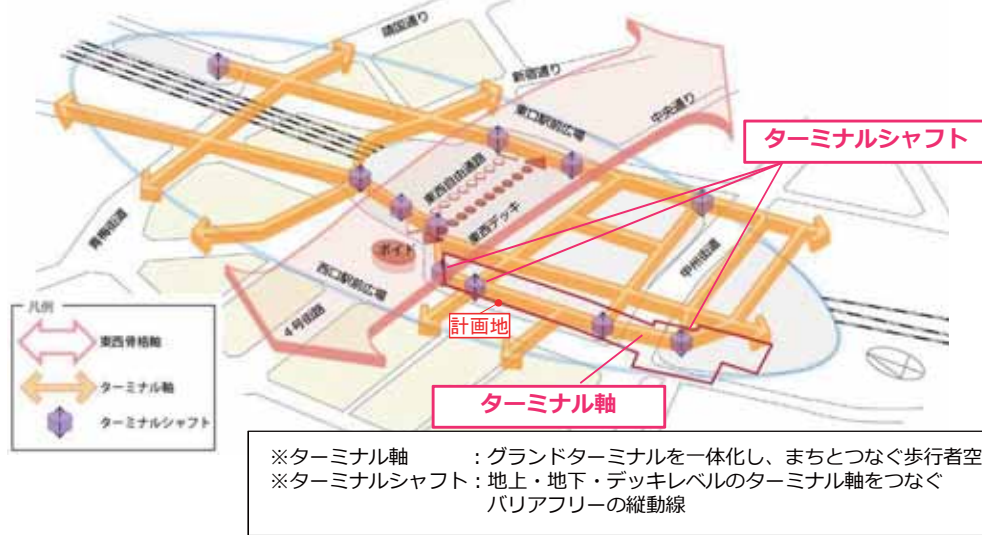 靖国通り
新宿通り
中央通り
東口駅前広場
ターミナルシャフト
東西自由通路
東西デッキ
青梅街道
ボイド
甲州街道
西口駅前広場
4号街路
計画地
凡例
東西骨格軸
ターミナル軸
ターミナルシャフト
ターミナル軸
※ターミナル軸　　　：グランドターミナルを一体化し、まちとつなぐ歩行者空
※ターミナルシャフト：地上・地下・デッキレベルのターミナル軸をつなぐ
バリアフリーの縦動線